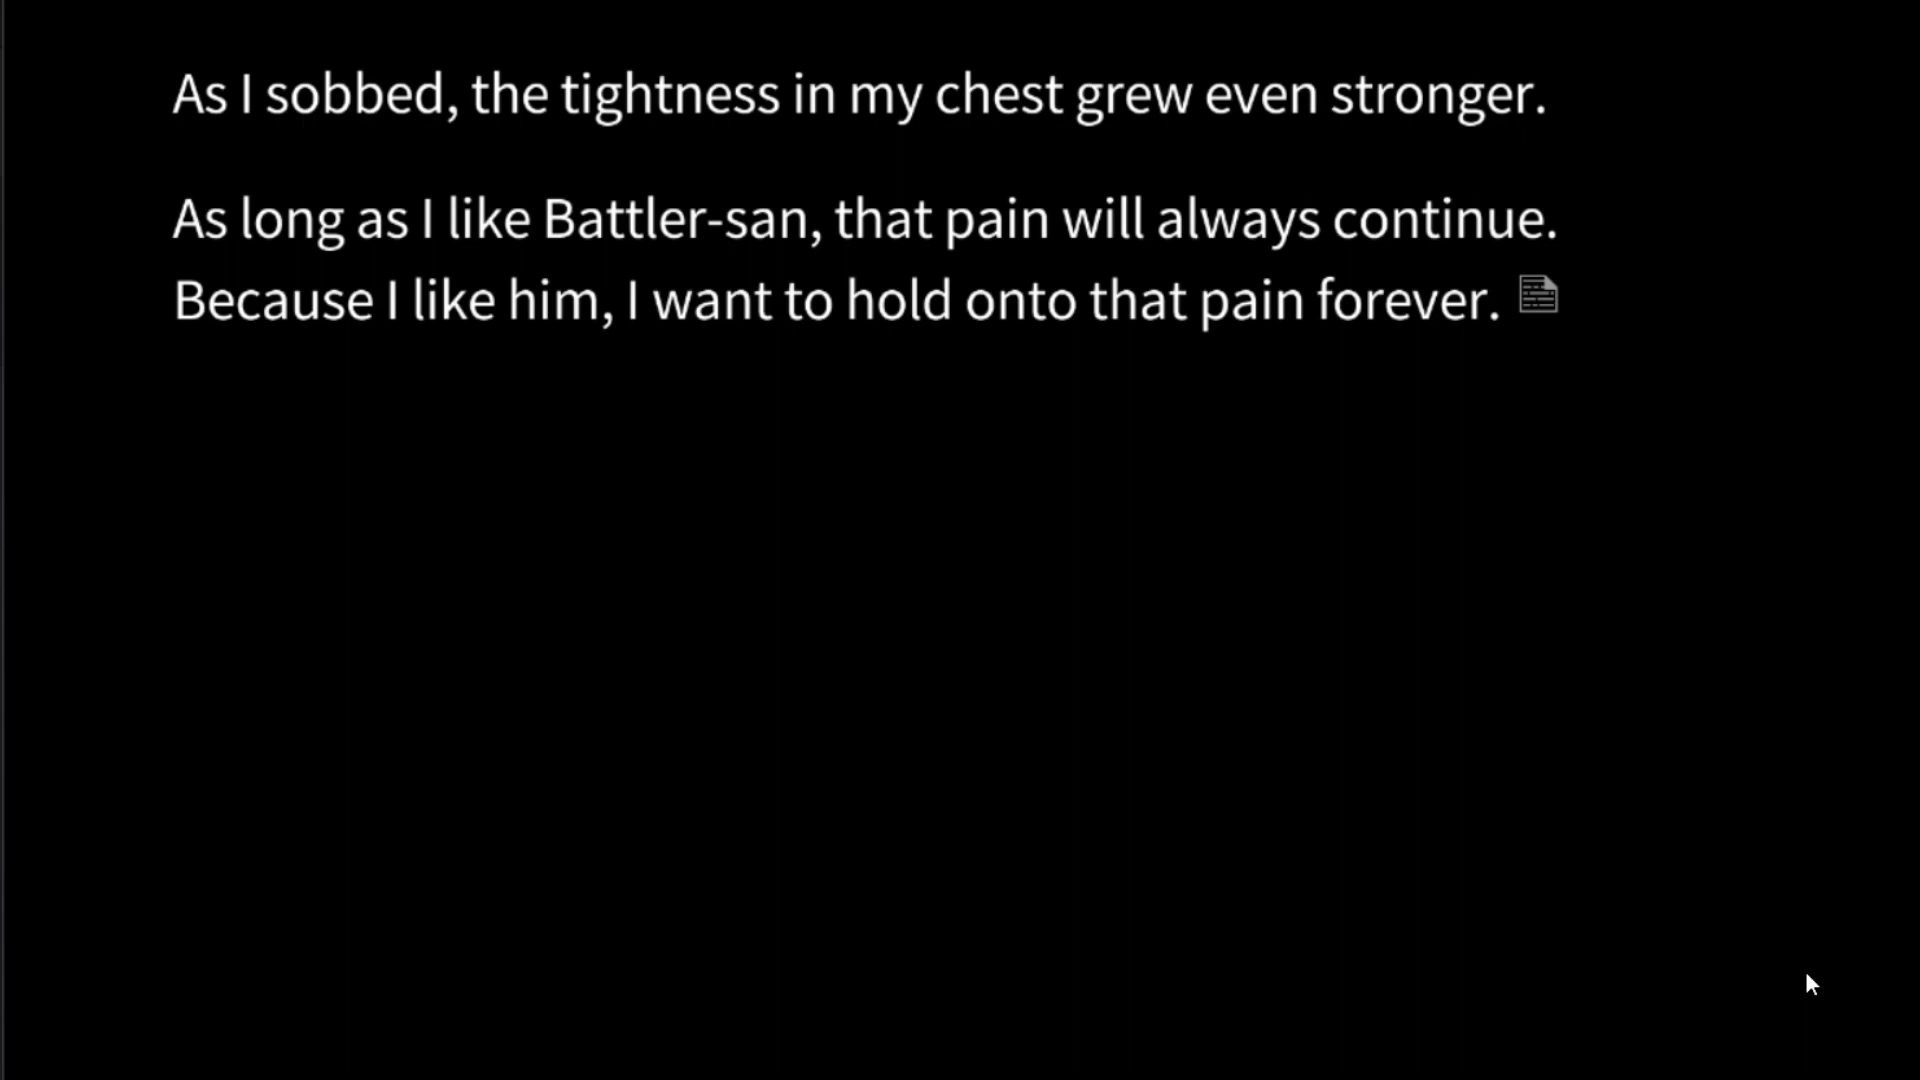 As I sobbed, the tightness in my chest grew even stronger.
As long as I like Battler-san, that pain will always continue.
Because I like him, I want to hold onto that pain forever.